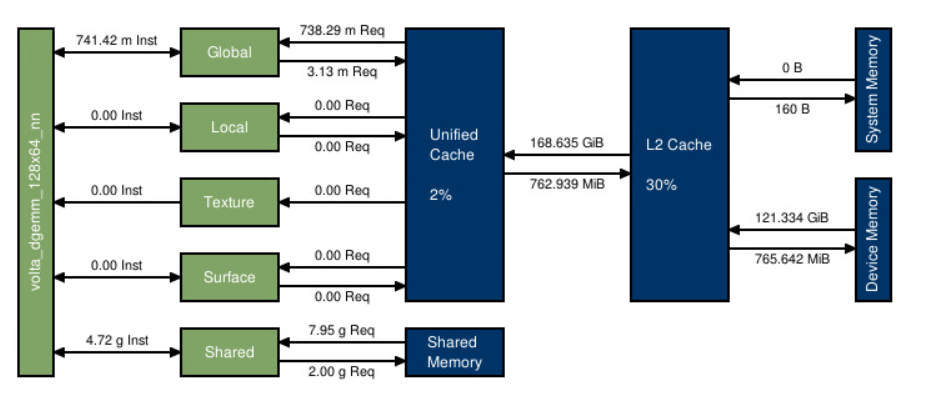 volta_dgemm_128x64_nn
741.42 m Inst
Global
738.29 m Req
3.13 m Req
0.00 Inst
Local
0.00 Req
0.00 Req
0.00 Inst
Texture
0.00 Req
0.00 Inst
Surface
0.00 Req
0.00 Req
4.72 g Inst
Shared
7.95 g Req
2.00 g Req
Unified
Cache
2%
Shared
Memory
168.635 GiB
762.939 MiB
L2 Cache
30%
0 B
160 B
System Memory
121.334 GiB
765.642 MiB
Device Memory